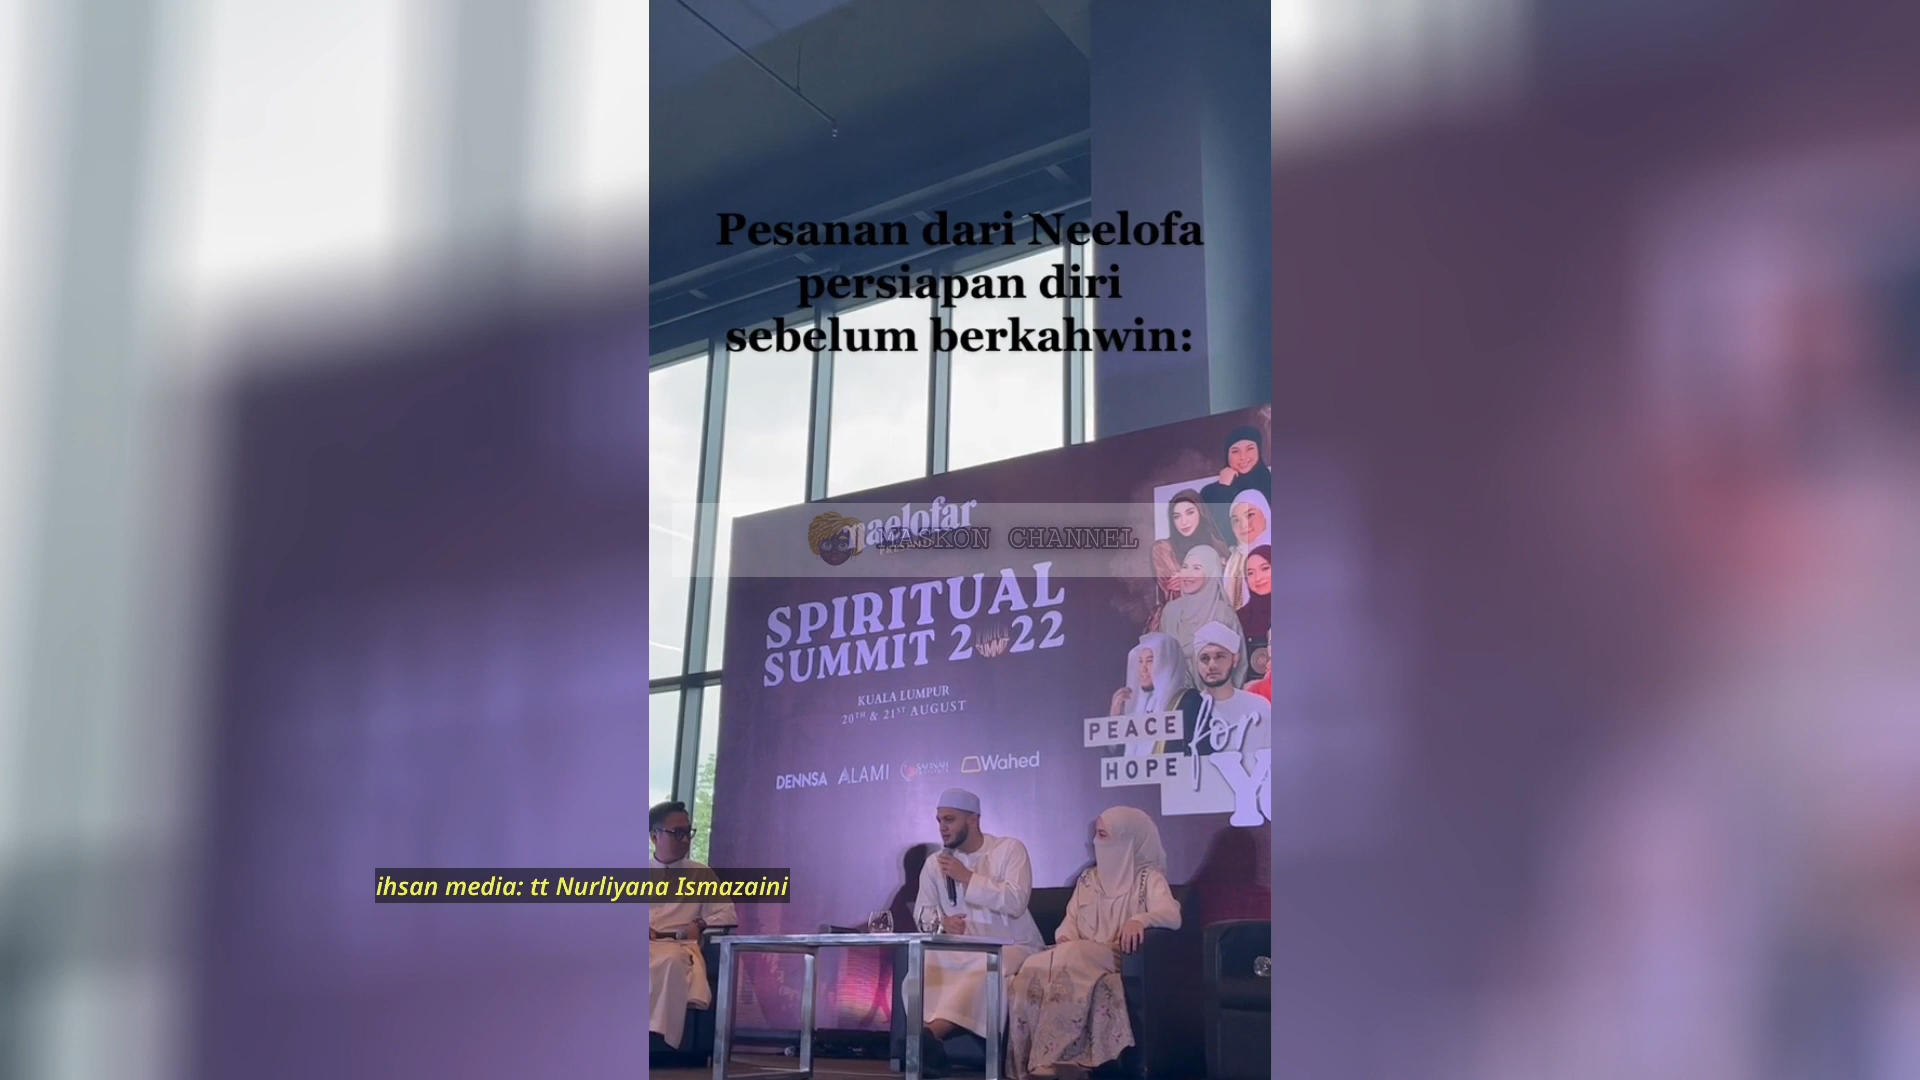 Pesanan dari Neelofa
persiapan diri
sebelum berkahwin:
naelofar
MASKON CHANNEL
SPIRITUAL
SUMMIT 2022
KUALA LUMPUR
20TH & 21ST AUGUST
PEACE for
HOPE
DENNSA ALAMI Wahed
ihsan media: tt Nurliyana Ismazaini